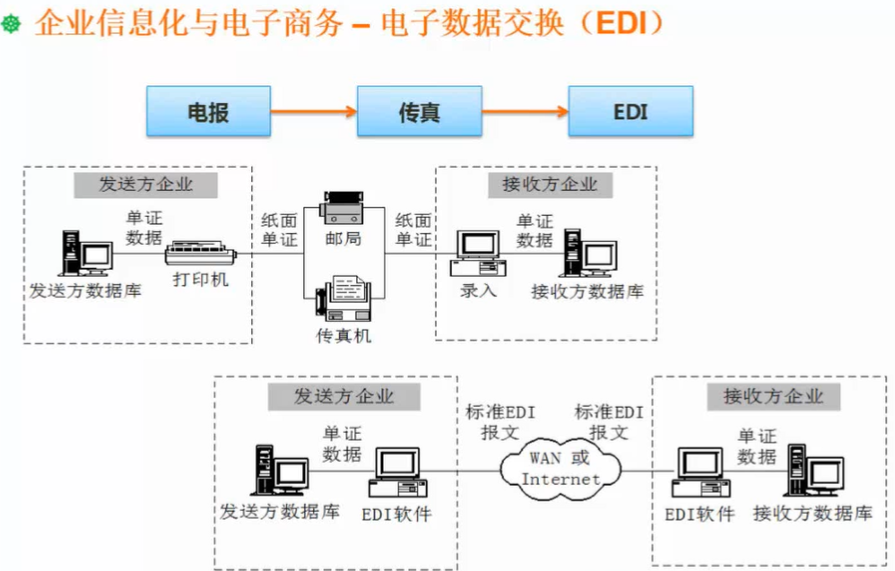 企业信息化与电子商务 – 电子数据交换（EDI）
电报
传真
EDI
发送方企业
单证
数据
发送方数据库
打印机
纸面
单证
邮局
传真机
纸面
单证
接收方企业
单证
数据
录入
接收方数据库
发送方企业
单证
数据
发送方数据库
EDI软件
标准EDI
报文
WAN 或
Internet
标准EDI
报文
接收方企业
单证
数据
EDI软件
接收方数据库